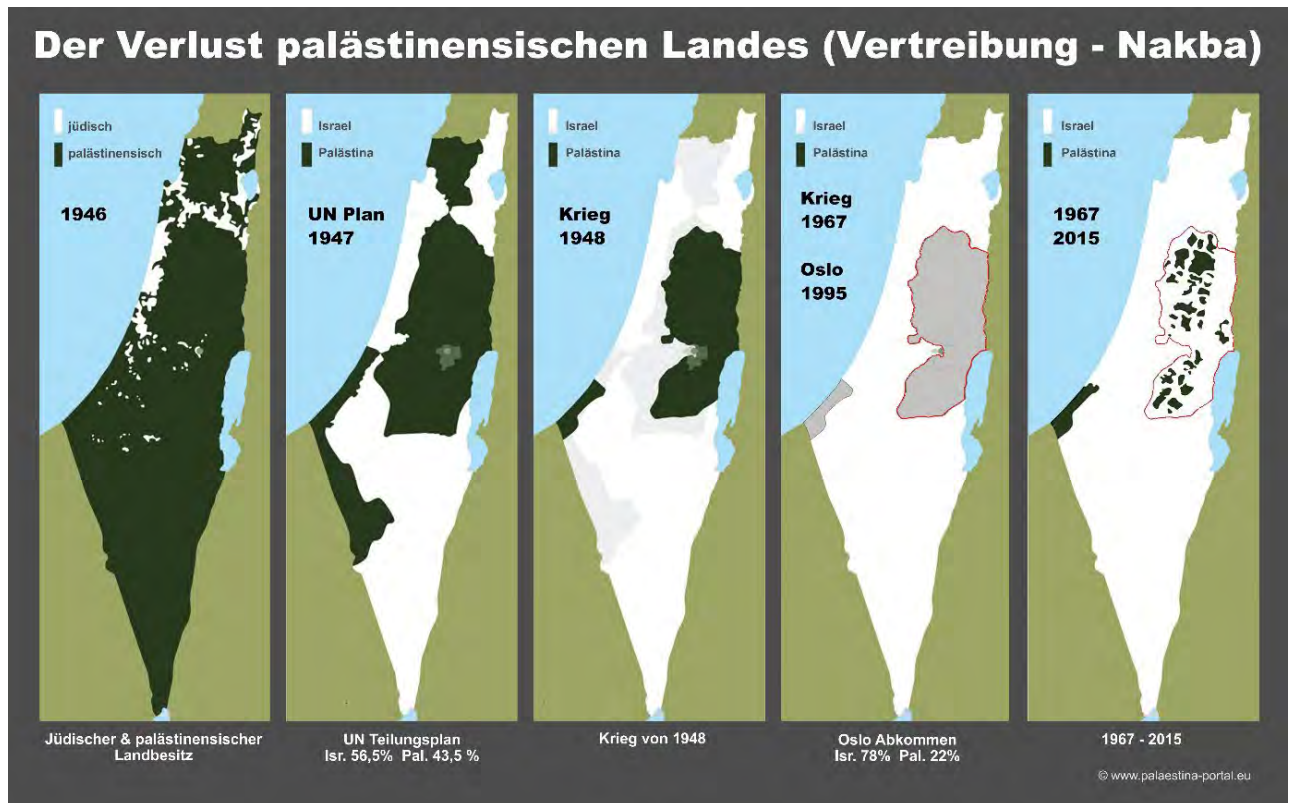 Der Verlust palästinensischen Landes (Vertreibung - Nakba)
jüdisch
palästinensisch
1946
Jüdischer & palästinensischer
Landbesitz
Israel
Palästina
UN Plan
1947
UN Teilungsplan
Isr. 56,5% Pal. 43,5 %
Israel
Palästina
Krieg
1948
Krieg von 1948
Israel
Palästina
Krieg
1967
Oslo
1995
Oslo Abkommen
Isr. 78% Pal. 22%
Israel
Palästina
1967
2015
1967 - 2015
© www.palaestina-portal.eu